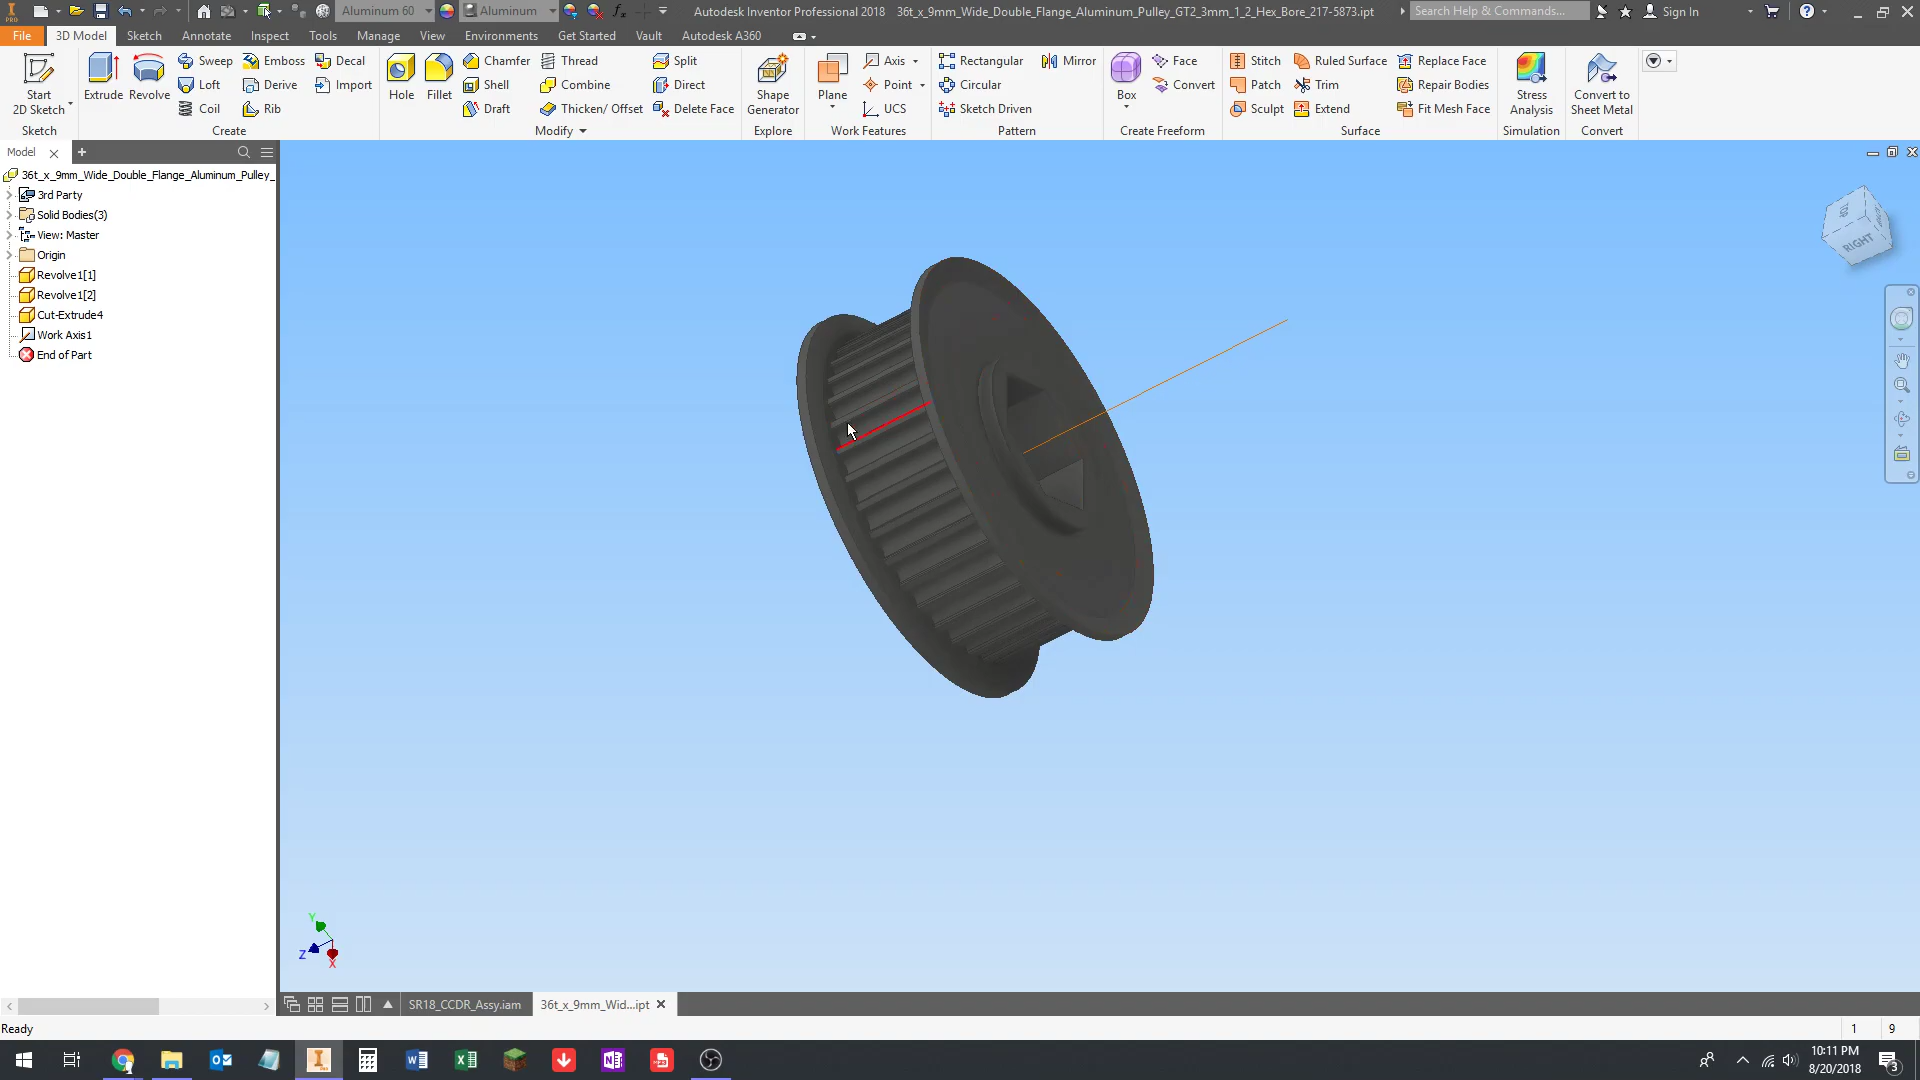 Aluminum 60
Aluminum
Autodesk Inventor Professional 2018 36t_x_9mm_Wide_Double_Flange_Aluminum_Pulley_GT2_3mm_1_2_Hex_Bore_217-5873.ipt
Search Help & Commands...
Sign In
PRO
File
3D Model
Sketch
Annotate
Inspect
Tools
Manage
View
Environments
Get Started
Vault
Autodesk A360
Start
2D Sketch
Sketch
Extrude
Revolve
Sweep
Loft
Coil
Emboss
Derive
Rib
Decal
Import
Create
Hole
Fillet
Chamfer
Shell
Draft
Thread
Combine
Thicken/ Offset
Split
Direct
Delete Face
Modify
Shape
Generator
Explore
Plane
Axis
Point
UCS
Work Features
Rectangular
Circular
Sketch Driven
Mirror
Pattern
Box
Face
Convert
Create Freeform
Stitch
Patch
Sculpt
Ruled Surface
Trim
Extend
Replace Face
Repair Bodies
Fit Mesh Face
Surface
Stress
Analysis
Simulation
Convert to
Sheet Metal
Convert
Model
36t_x_9mm_Wide_Double_Flange_Aluminum_Pulley_
3rd Party
Solid Bodies(3)
View: Master
Origin
Revolve1[1]
Revolve1[2]
Cut-Extrude4
Work Axis1
End of Part
RIGHT
Y
Z
X
SR18_CCDR_Assy.iam
36t_x_9mm_Wid...ipt
Ready
1
9
10:11 PM
8/20/2018
3